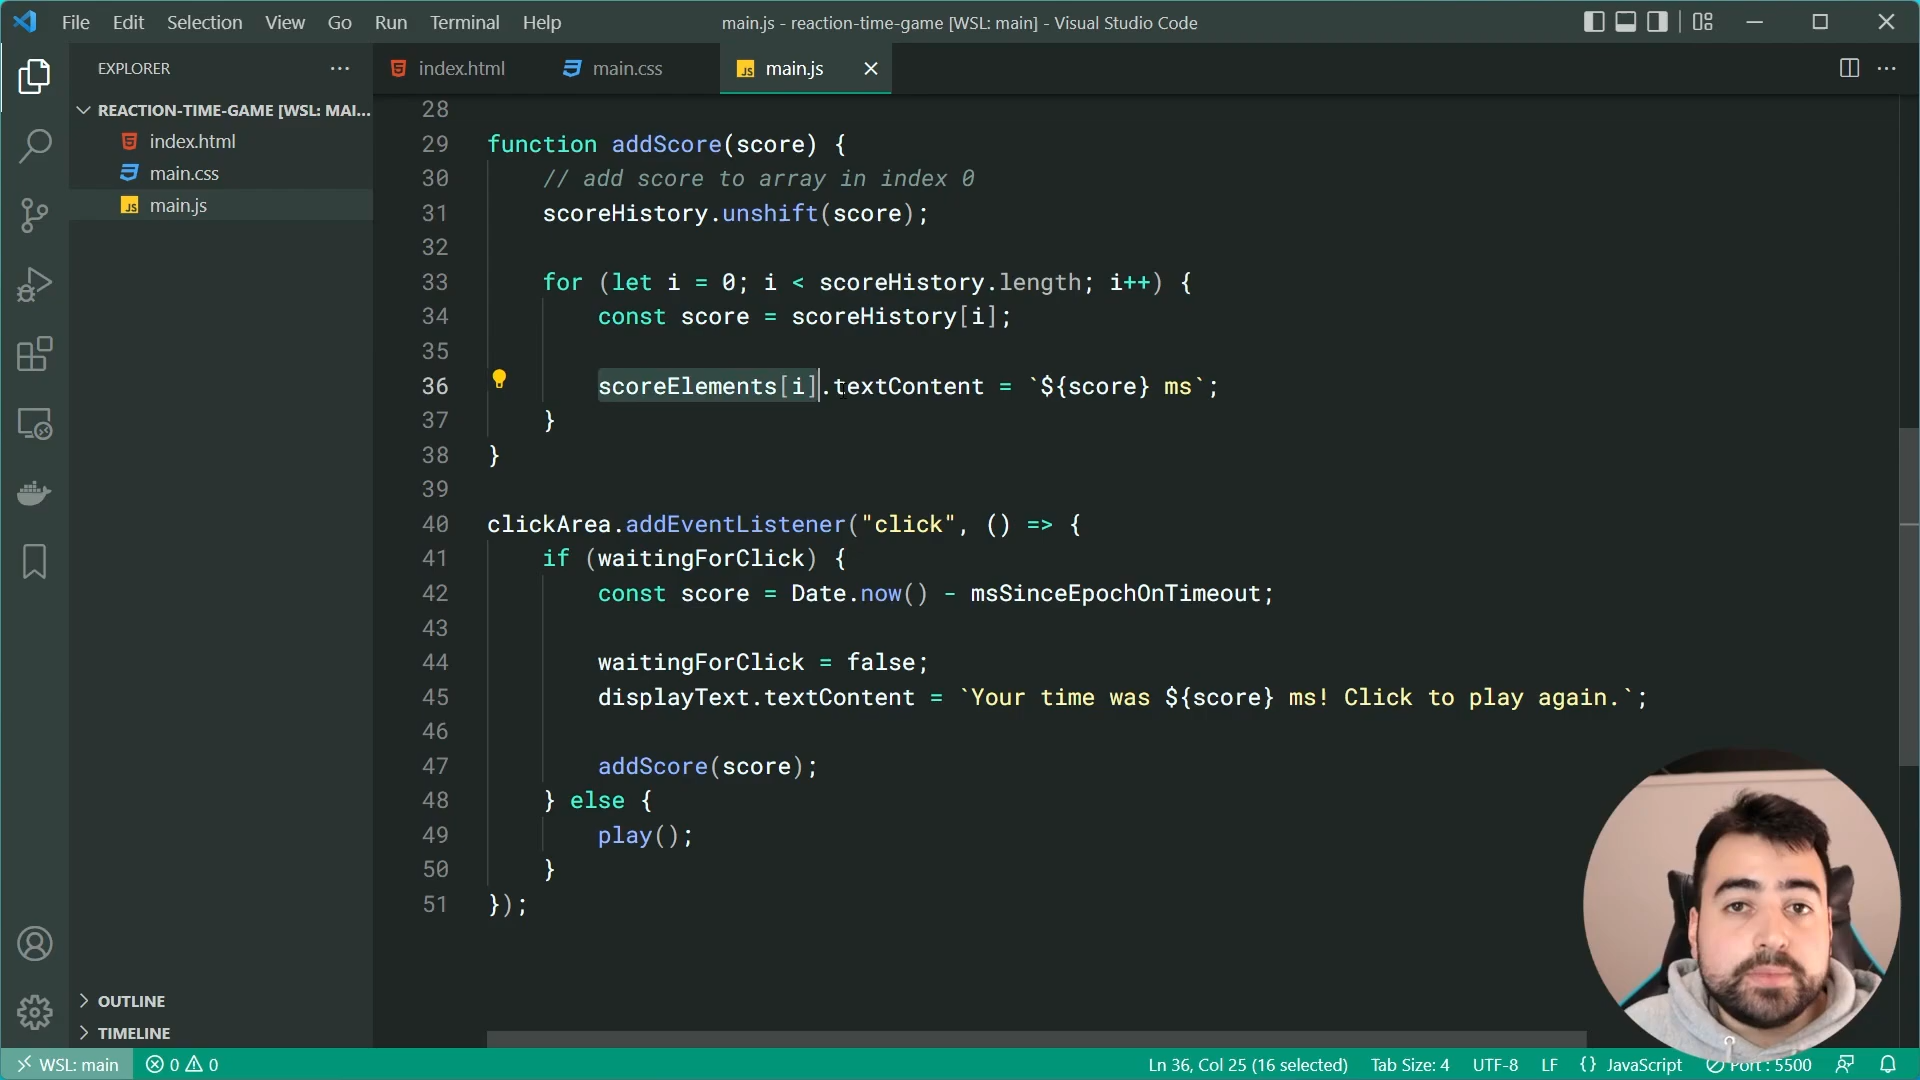 File Edit Selection View Go Run Terminal Help
main.js - reaction-time-game [WSL: main] - Visual Studio Code
EXPLORER
REACTION-TIME-GAME [WSL: MAI...
index.html
main.css
main.js
OUTLINE
TIMELINE
index.html main.css JS main.js
28
29 function addScore(score) {
30 // add score to array in index 0
31 scoreHistory.unshift(score);
32
33 for (let i = 0; i < scoreHistory.length; i++) {
34 const score = scoreHistory[i];
35
36 scoreElements[i].textContent = `${score} ms`;
37 }
38 }
39
40 clickArea.addEventListener("click", () => {
41 if (waitingForClick) {
42 const score = Date.now() - msSinceEpochOnTimeout;
43
44 waitingForClick = false;
45 displayText.textContent = `Your time was ${score} ms! Click to play again.`;
46
47 addScore(score);
48 } else {
49 play();
50 }
51 });
WSL: main 0 0 Ln 36, Col 25 (16 selected) Tab Size: 4 UTF-8 LF {} JavaScript Port : 5500